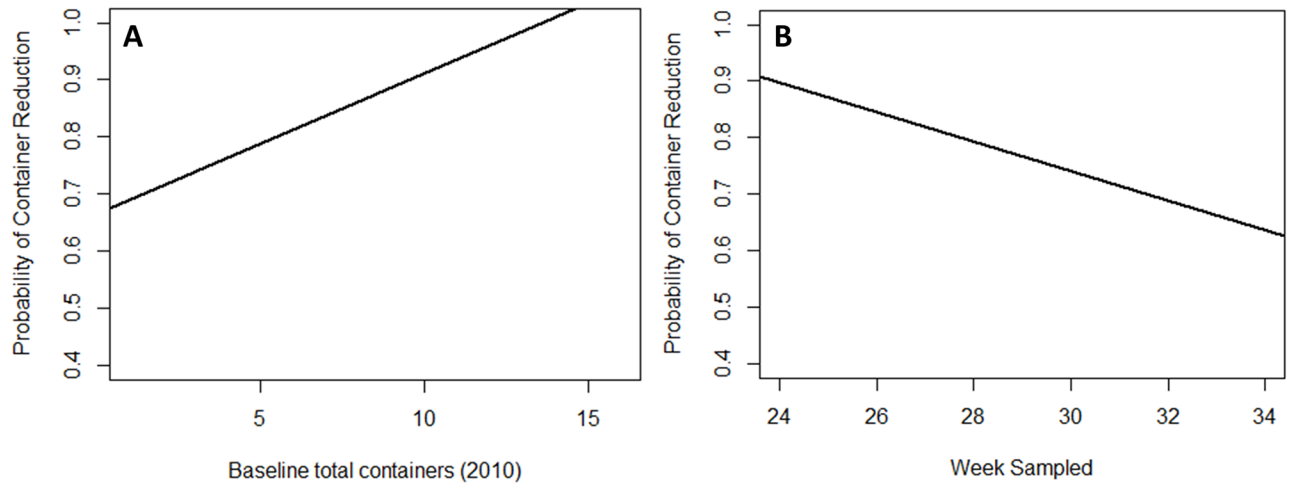 A
Probability of Container Reduction
1.0
0.9
0.8
0.7
0.6
0.5
0.4
5 10 15
Baseline total containers (2010)
B
Probability of Container Reduction
1.0
0.9
0.8
0.7
0.6
0.5
0.4
24 26 28 30 32 34
Week Sampled